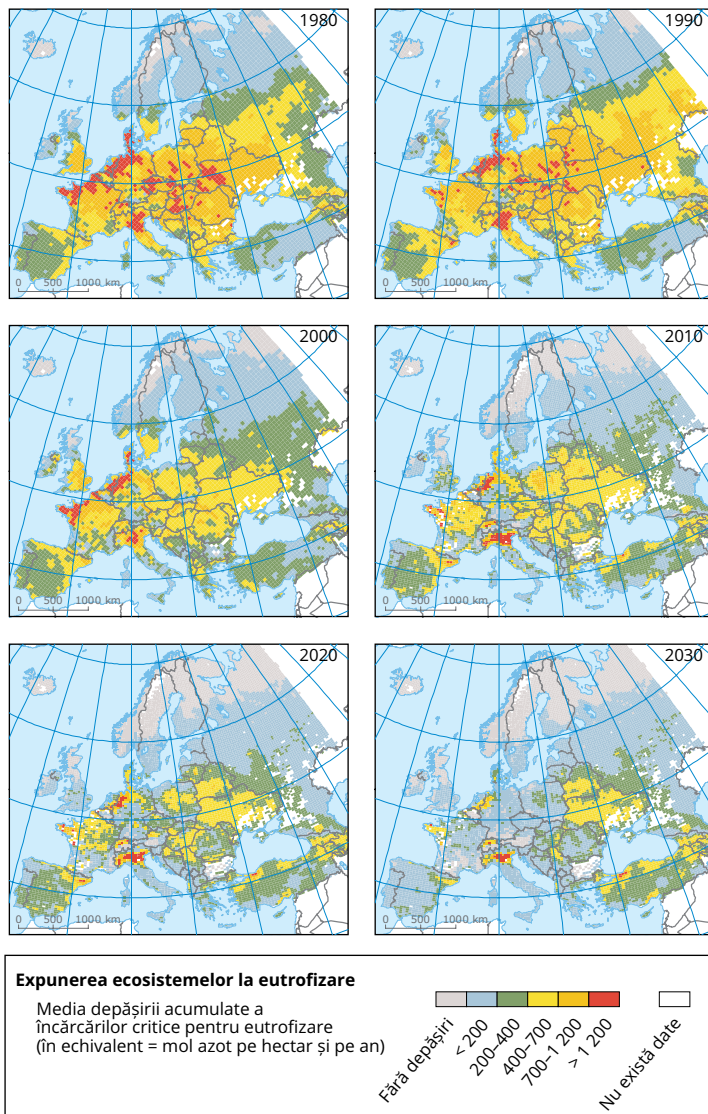 1980
0 500 1000 km
1990
0 500 1000 km
2000
0 500 1000 km
2010
0 500 1000 km
2020
0 500 1000 km
2030
0 500 1000 km
Expunerea ecosistemelor la eutrofizare
Media depășirii acumulate a
încărcărilor critice pentru eutrofizare
(în echivalent = mol azot pe hectar și pe an)
Fără depășiri
< 200
200–400
400–700
700–1 200
> 1 200
Nu există date